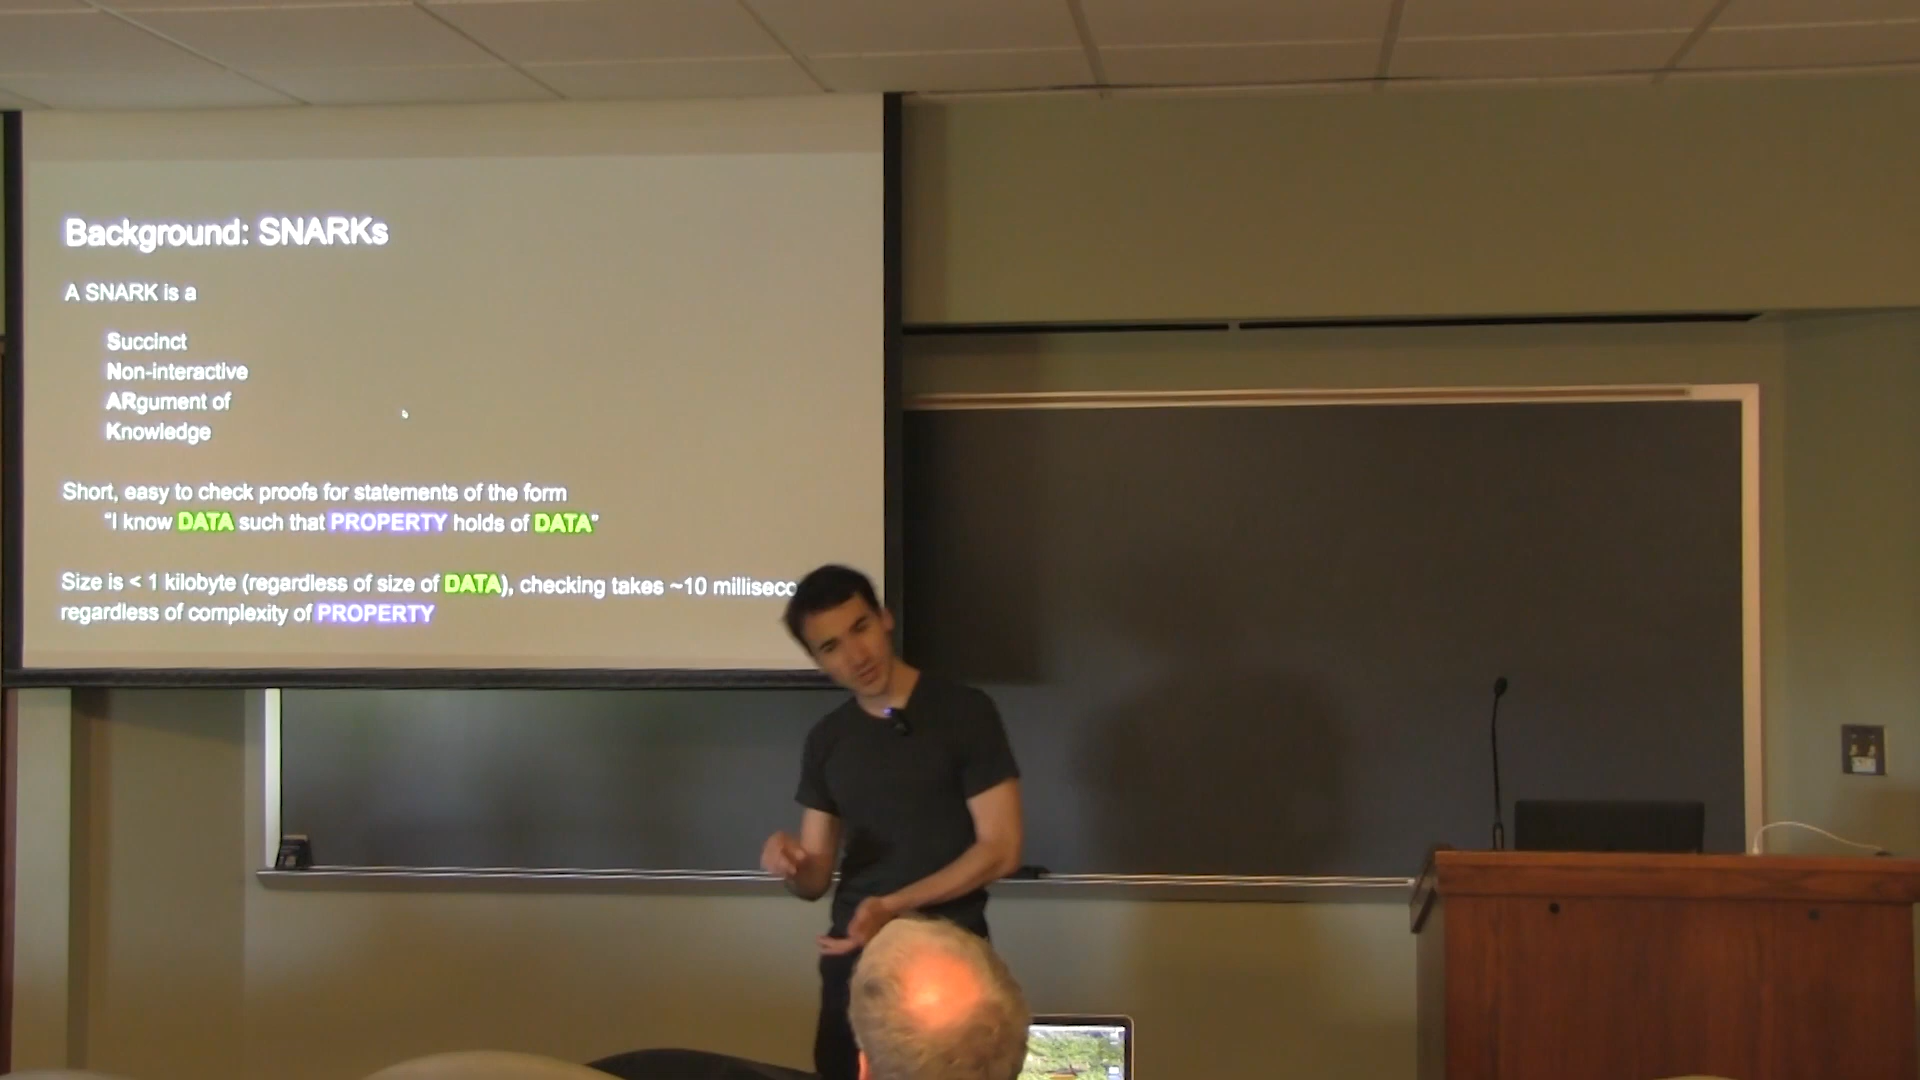 Background: SNARKs
A SNARK is a
Succinct
Non-interactive
ARgument of
Knowledge
Short, easy to check proofs for statements of the form
"I know DATA such that PROPERTY holds of DATA"
Size is < 1 kilobyte (regardless of size of DATA), checking takes ~10 milliseco
regardless of complexity of PROPERTY